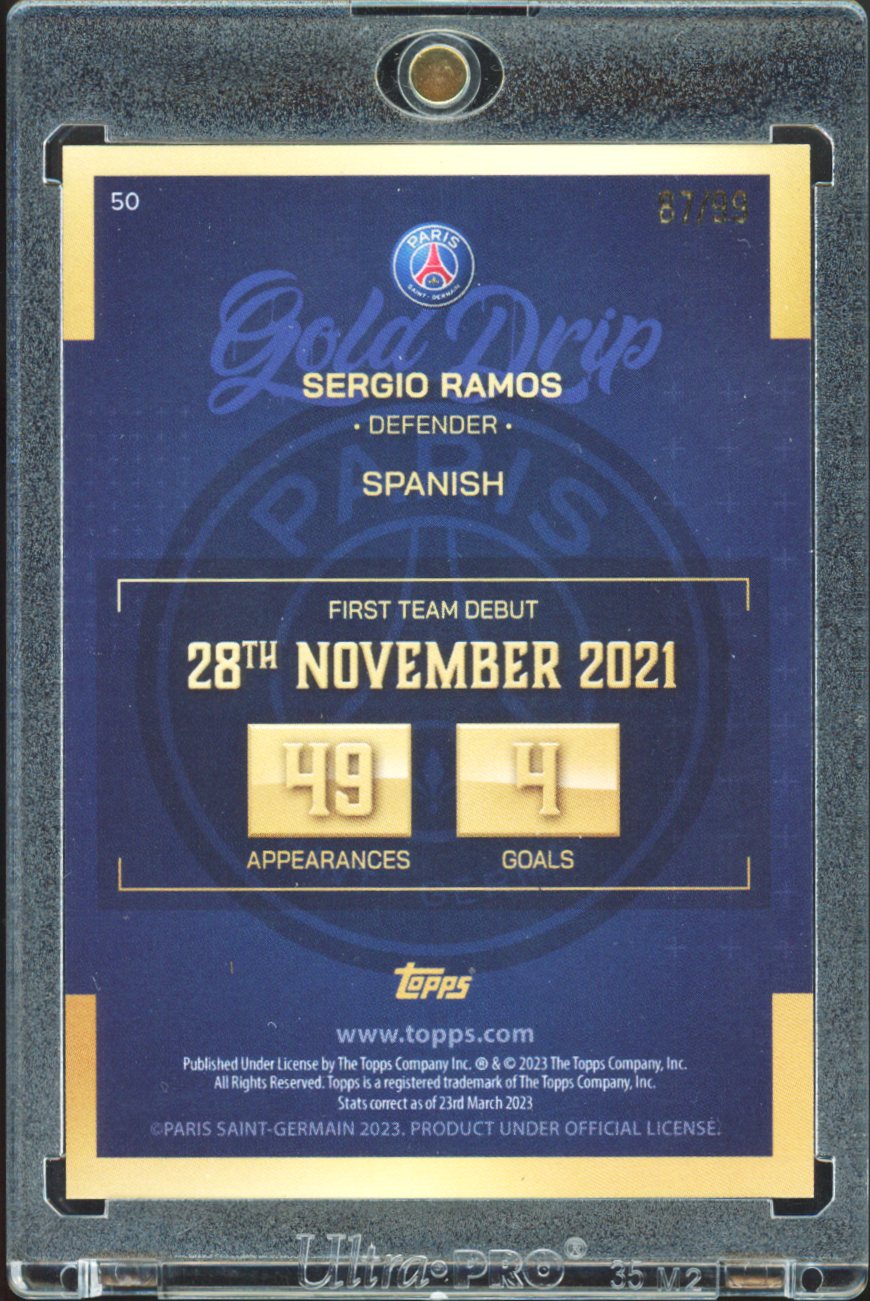 50
87/99
PARIS
SAINT-GERMAIN
Gold Drip
SERGIO RAMOS
• DEFENDER •
SPANISH
PARIS
FIRST TEAM DEBUT
28TH NOVEMBER 2021
49
4
APPEARANCES
GOALS
topps®
www.topps.com
Published Under License by The Topps Company Inc. ® & © 2023 The Topps Company, Inc.
All Rights Reserved. Topps is a registered trademark of The Topps Company, Inc.
Stats correct as of 23rd March 2023
©PARIS SAINT-GERMAIN 2023. PRODUCT UNDER OFFICIAL LICENSE.
Ultra•PRO® 35 M2